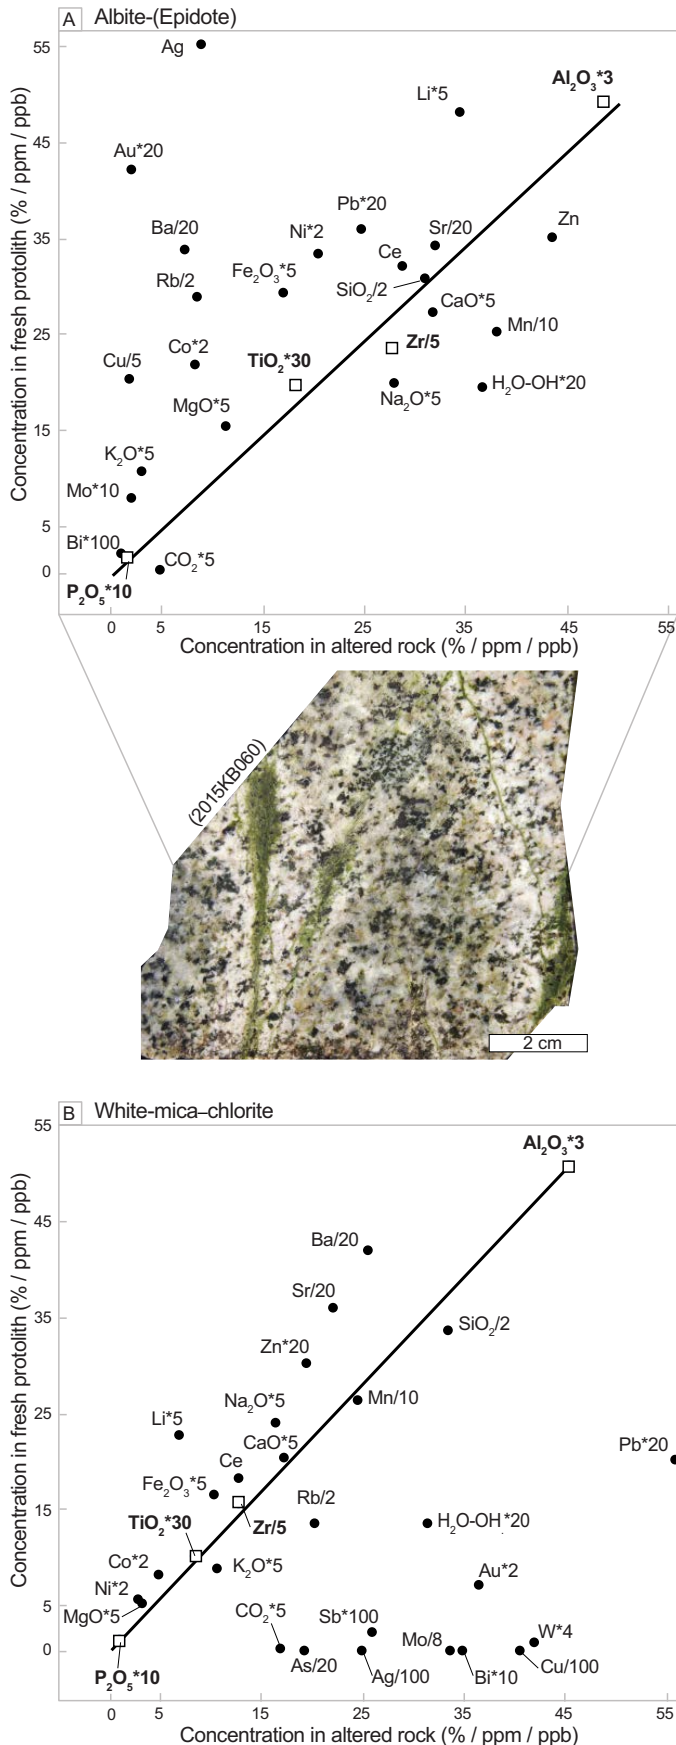 A Albite-(Epidote)
Concentration in fresh protolith (% / ppm / ppb)
55
45
35
25
15
5
0
Ag
Al₂O₃*3
Li*5
Au*20
Pb*20
Ba/20
Ni*2
Sr/20
Zn
Ce
Fe₂O₃*5
Rb/2
SiO₂/2
CaO*5
Mn/10
Co*2
Zr/5
Cu/5
TiO₂*30
H₂O-OH*20
Na₂O*5
MgO*5
K₂O*5
Mo*10
Bi*100
CO₂*5
P₂O₅*10
0 5 15 25 35 45 55
Concentration in altered rock (% / ppm / ppb)
(2015KB060)
2 cm
B White-mica–chlorite
Concentration in fresh protolith (% / ppm / ppb)
55
45
35
25
15
5
0
Al₂O₃*3
Ba/20
Sr/20
SiO₂/2
Zn*20
Mn/10
Na₂O*5
Li*5
CaO*5
Pb*20
Ce
Fe₂O₃*5
Rb/2
TiO₂*30
Zr/5
H₂O-OH*20
Co*2
K₂O*5
Au*2
Ni*2
MgO*5
CO₂*5
Sb*100
Mo/8
W*4
P₂O₅*10
As/20
Ag/100
Bi*10
Cu/100
0 5 15 25 35 45 55
Concentration in altered rock (% / ppm / ppb)